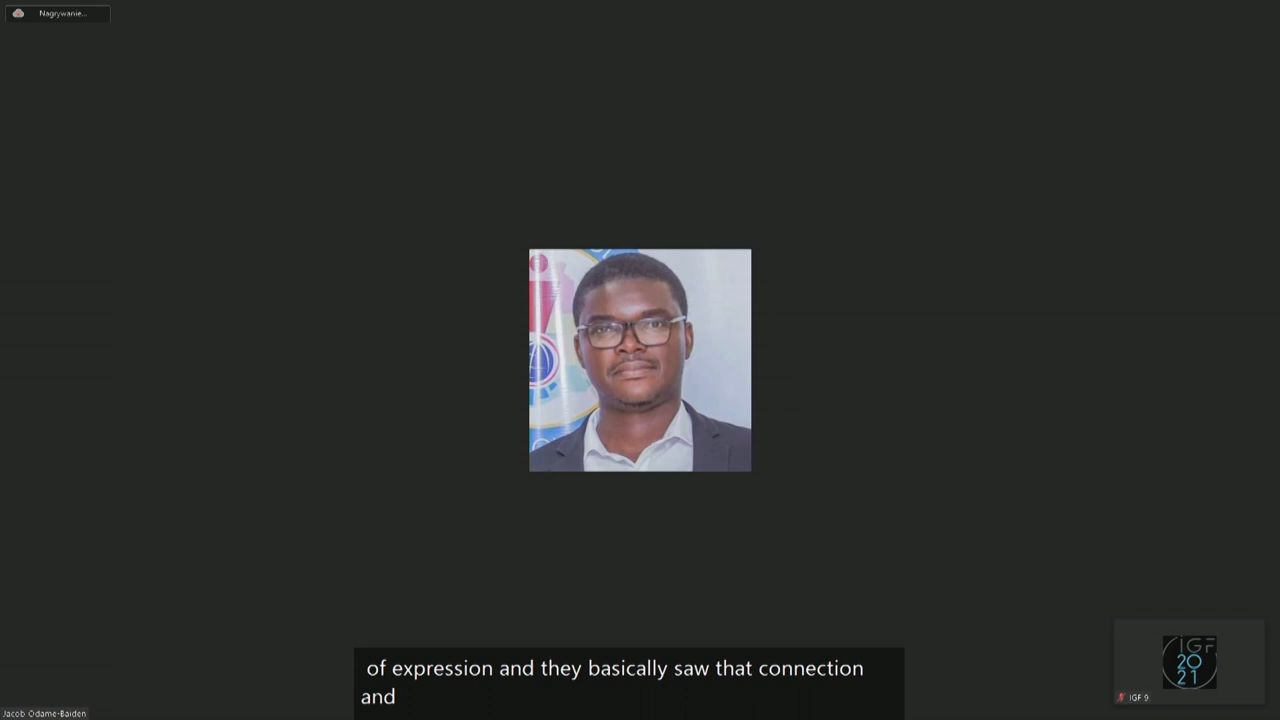 Nagrywanie...
of expression and they basically saw that connection
and
IGF
20
21
IGF 9
Jacob Odame-Baiden